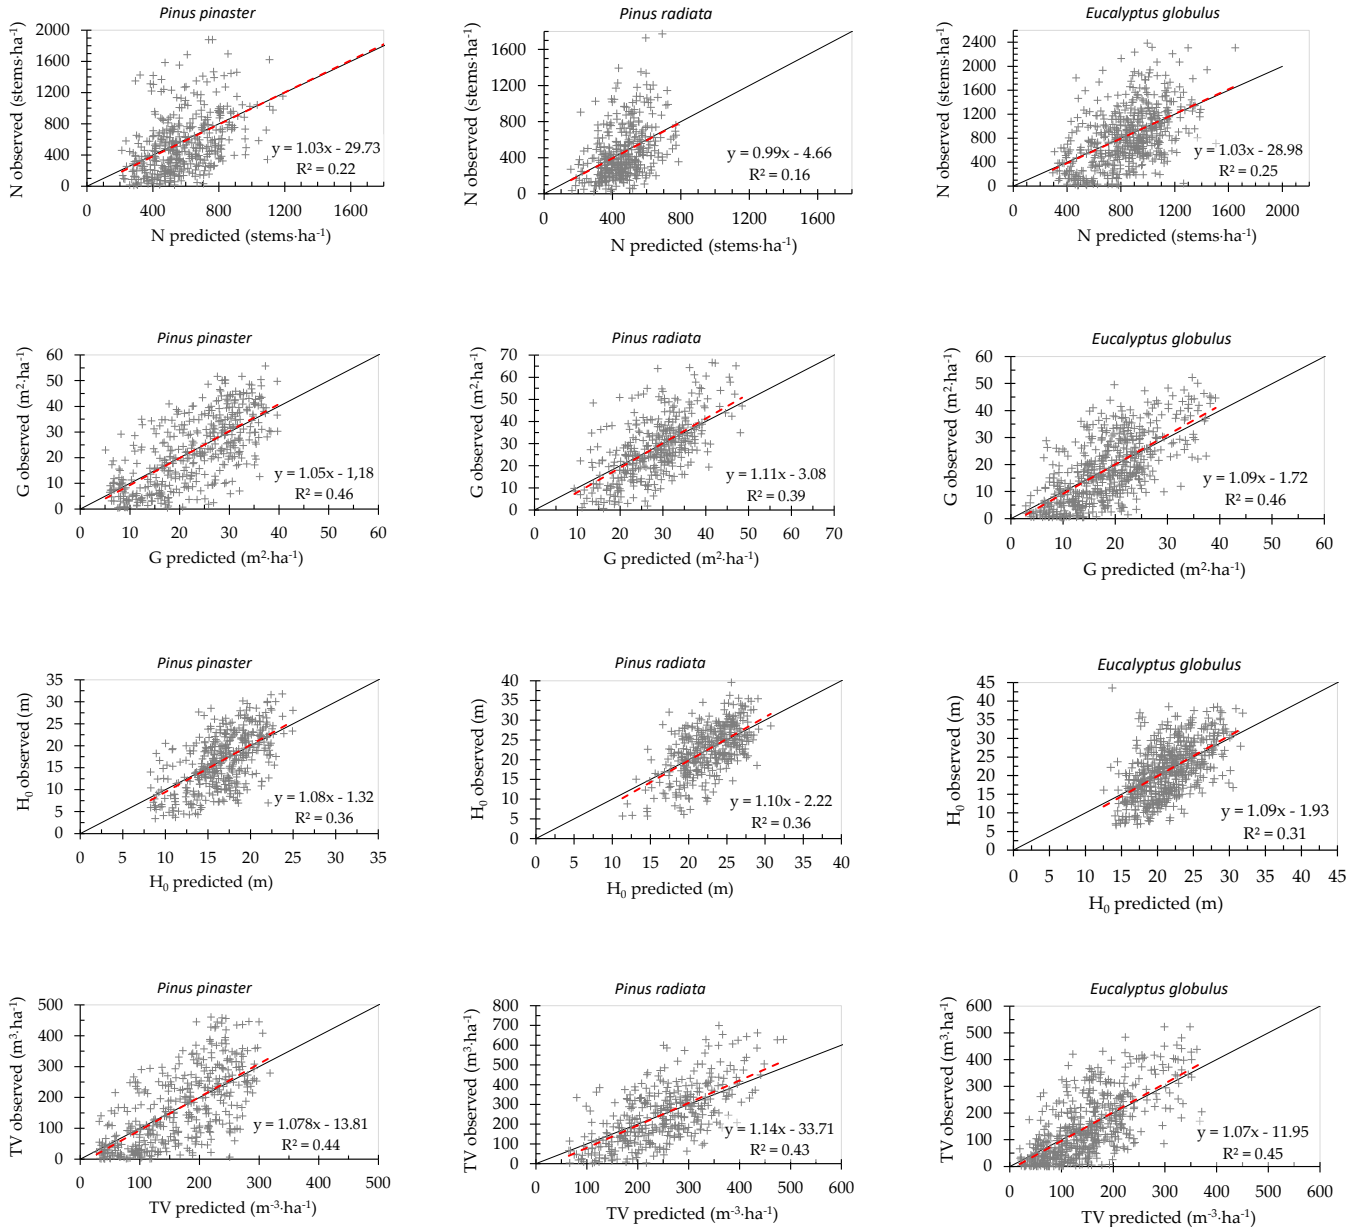 Pinus pinaster
N observed (stems·ha⁻¹)
2000
1600
1200
800
400
0
y = 1.03x - 29.73
R² = 0.22
0 400 800 1200 1600
N predicted (stems·ha⁻¹)
Pinus radiata
N observed (stems·ha⁻¹)
1600
1200
800
400
0
y = 0.99x - 4.66
R² = 0.16
0 800 1600
N predicted (stems·ha⁻¹)
Eucalyptus globulus
N observed (stems·ha⁻¹)
2400
2000
1600
1200
800
400
0
y = 1.03x - 28.98
R² = 0.25
0 400 800 1200 1600 2000
N predicted (stems·ha⁻¹)
Pinus pinaster
G observed (m²·ha⁻¹)
60
50
40
30
20
10
0
y = 1.05x - 1,18
R² = 0.46
0 10 20 30 40 50 60
G predicted (m²·ha⁻¹)
Pinus radiata
G observed (m²·ha⁻¹)
70
60
50
40
30
20
10
0
y = 1.11x - 3.08
R² = 0.39
0 10 20 30 40 50 60 70
G predicted (m²·ha⁻¹)
Eucalyptus globulus
G observed (m²·ha⁻¹)
60
50
40
30
20
10
0
y = 1.09x - 1.72
R² = 0.46
0 10 20 30 40 50 60
G predicted (m²·ha⁻¹)
Pinus pinaster
H₀ observed (m)
35
30
25
20
15
10
5
0
y = 1.08x - 1.32
R² = 0.36
0 5 10 15 20 25 30 35
H₀ predicted (m)
Pinus radiata
H₀ observed (m)
40
35
30
25
20
15
10
5
0
y = 1.10x - 2.22
R² = 0.36
0 5 10 15 20 25 30 40
H₀ predicted (m)
Eucalyptus globulus
H₀ observed (m)
45
40
35
30
25
20
15
10
5
0
y = 1.09x - 1.93
R² = 0.31
0 5 10 15 20 25 30 35 40 45
H₀ predicted (m)
Pinus pinaster
TV observed (m³·ha⁻¹)
500
400
300
200
100
0
y = 1.078x - 13.81
R² = 0.44
0 100 200 300 400 500
TV predicted (m⁻³·ha⁻¹)
Pinus radiata
TV observed (m³·ha⁻¹)
800
700
600
500
400
300
200
100
0
y = 1.14x - 33.71
R² = 0.43
0 100 200 300 400 500 600
TV predicted (m⁻³·ha⁻¹)
Eucalyptus globulus
TV observed (m³·ha⁻¹)
600
500
400
300
200
100
0
y = 1.07x - 11.95
R² = 0.45
0 100 200 300 400 500 600
TV predicted (m⁻³·ha⁻¹)